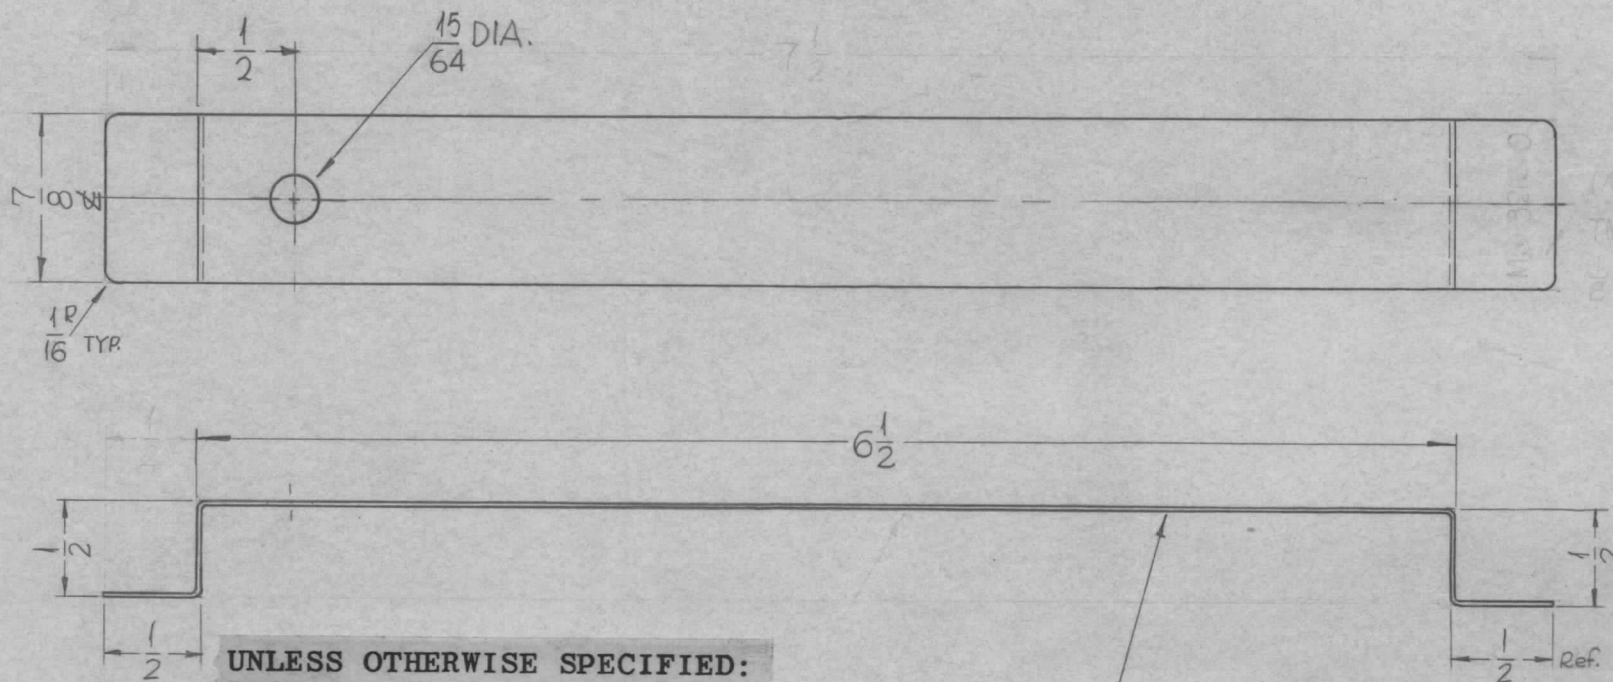 1/2
15/64 DIA.
7 1/2
7/8
℄
1/16 R TYP.
6 1/2
1/2
1/2
1/2
1/2 Ref.
UNLESS OTHERWISE SPECIFIED: